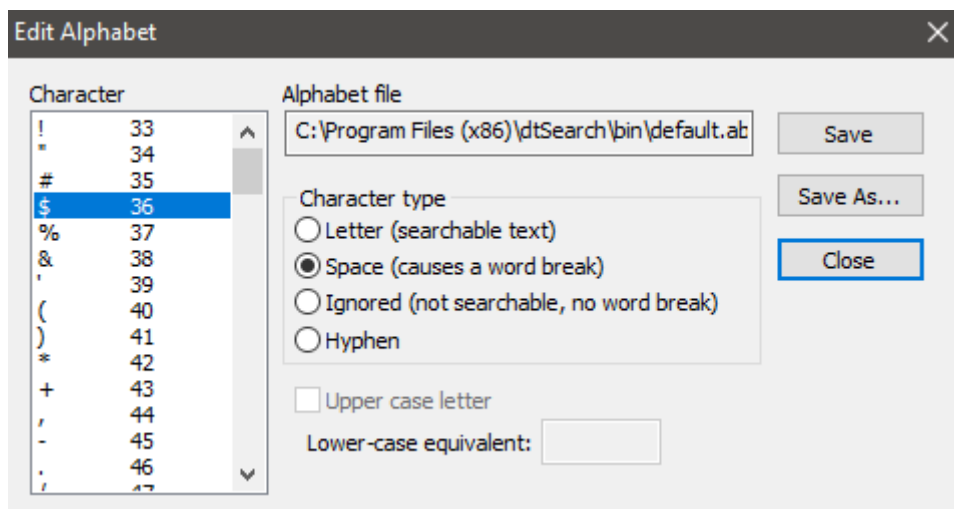 Edit Alphabet
Character
! 33
" 34
# 35
$ 36
% 37
& 38
' 39
( 40
) 41
* 42
+ 43
, 44
- 45
. 46
/ 47
Alphabet file
C:\Program Files (x86)\dtSearch\bin\default.ab
Character type
Letter (searchable text)
Space (causes a word break)
Ignored (not searchable, no word break)
Hyphen
Upper case letter
Lower-case equivalent:
Save
Save As...
Close